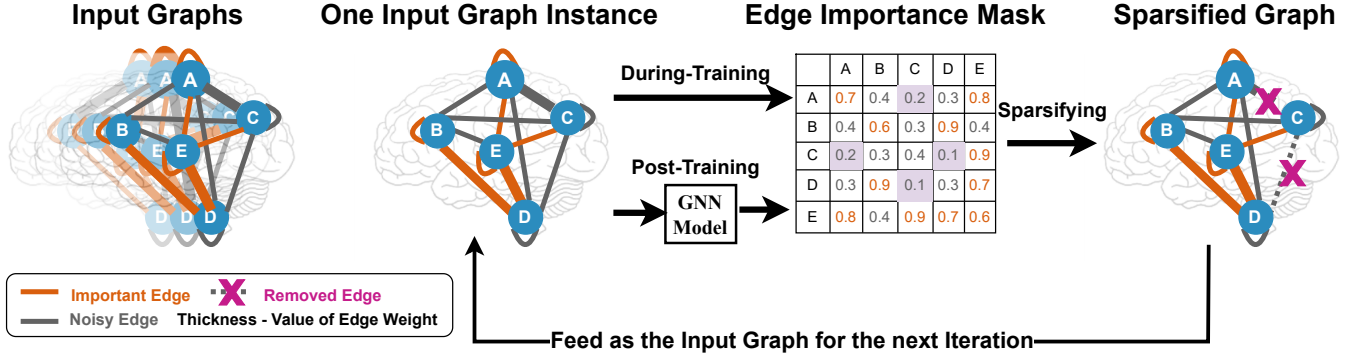 Input Graphs
One Input Graph Instance
Edge Importance Mask
Sparsified Graph
A A A
B B B
C C
E
D D D
A
B
C
E
D
During-Training
Post-Training
GNN
Model
A B C D E
A 0.7 0.4 0.2 0.3 0.8
B 0.4 0.6 0.3 0.9 0.4
C 0.2 0.3 0.4 0.1 0.9
D 0.3 0.9 0.1 0.3 0.7
E 0.8 0.4 0.9 0.7 0.6
Sparsifying
A
X
B
C
E
X
D
Important Edge
X Removed Edge
Noisy Edge
Thickness - Value of Edge Weight
Feed as the Input Graph for the next Iteration